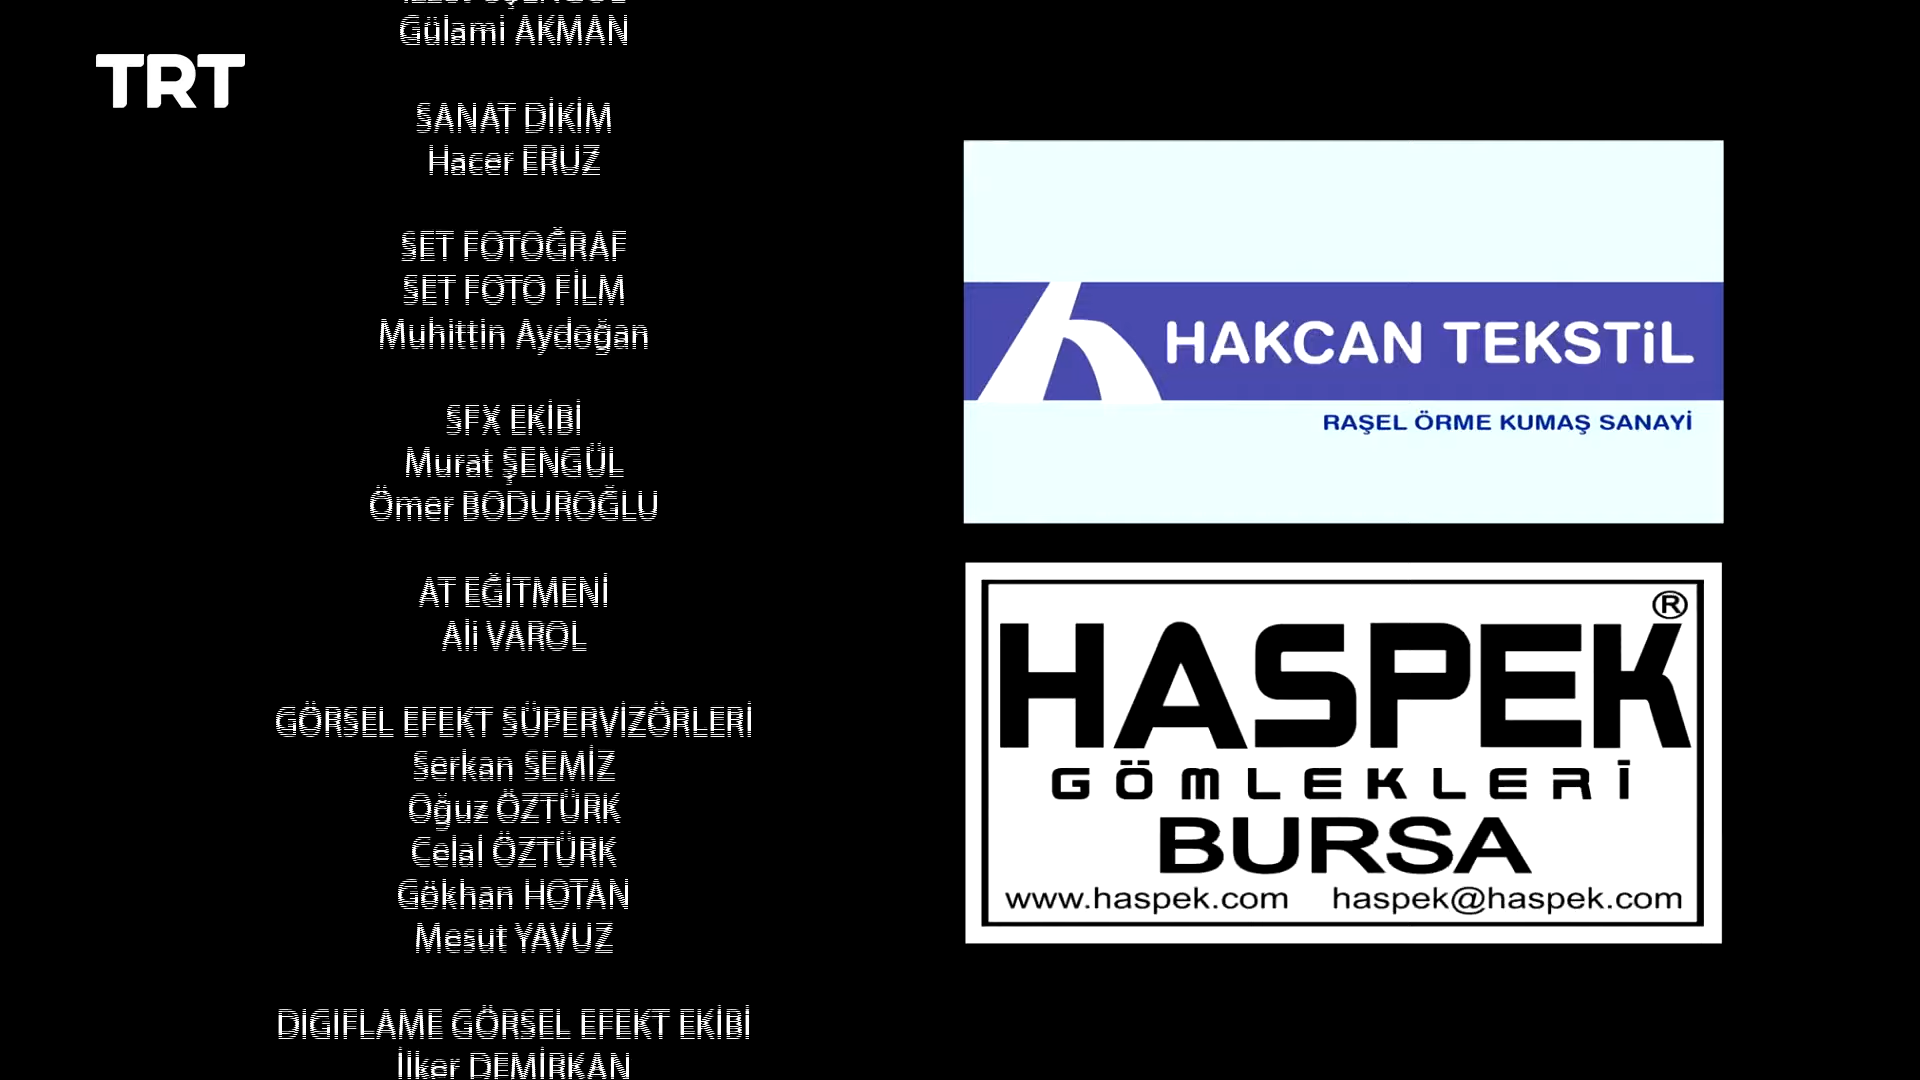 Gülami AKMAN
TRT
SANAT DİKİM
Hacer ERUZ
SET FOTOĞRAF
SET FOTO FİLM
Muhittin Aydoğan
SFX EKİBİ
Murat ŞENGÜL
Ömer BODUROĞLU
AT EĞİTMENİ
Ali VAROL
GÖRSEL EFEKT SÜPERVİZÖRLERİ
Serkan SEMİZ
Oğuz ÖZTÜRK
Celal ÖZTÜRK
Gökhan HOTAN
Mesut YAVUZ
DIGIFLAME GÖRSEL EFEKT EKİBİ
İlker DEMİRKAN
HAKCAN TEKSTiL
RAŞEL ÖRME KUMAŞ SANAYİ
HASPEK®
GÖMLEKLERİ
BURSA
www.haspek.com haspek@haspek.com